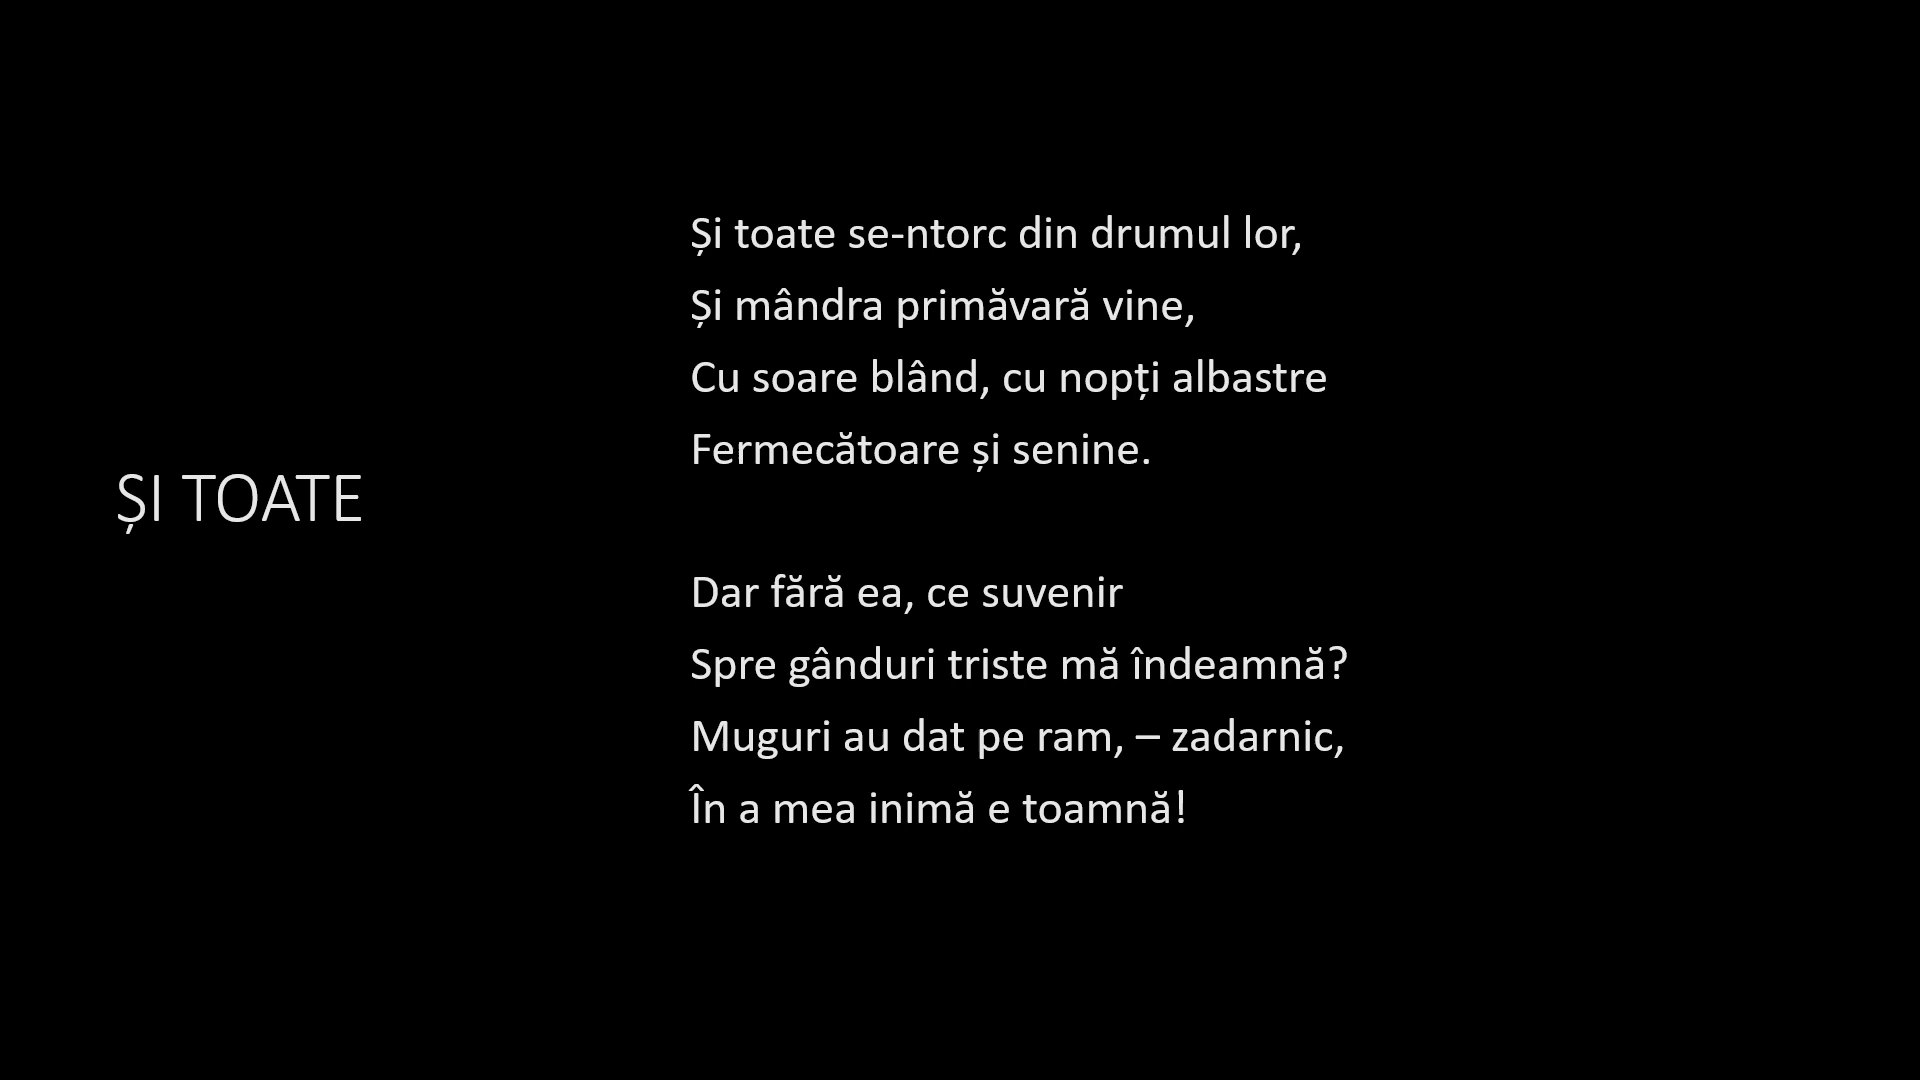 ȘI TOATE
Și toate se-ntorc din drumul lor,
Și mândra primăvară vine,
Cu soare blând, cu nopți albastre
Fermecătoare și senine.
Dar fără ea, ce suvenir
Spre gânduri triste mă îndeamnă?
Muguri au dat pe ram, – zadarnic,
În a mea inimă e toamnă!